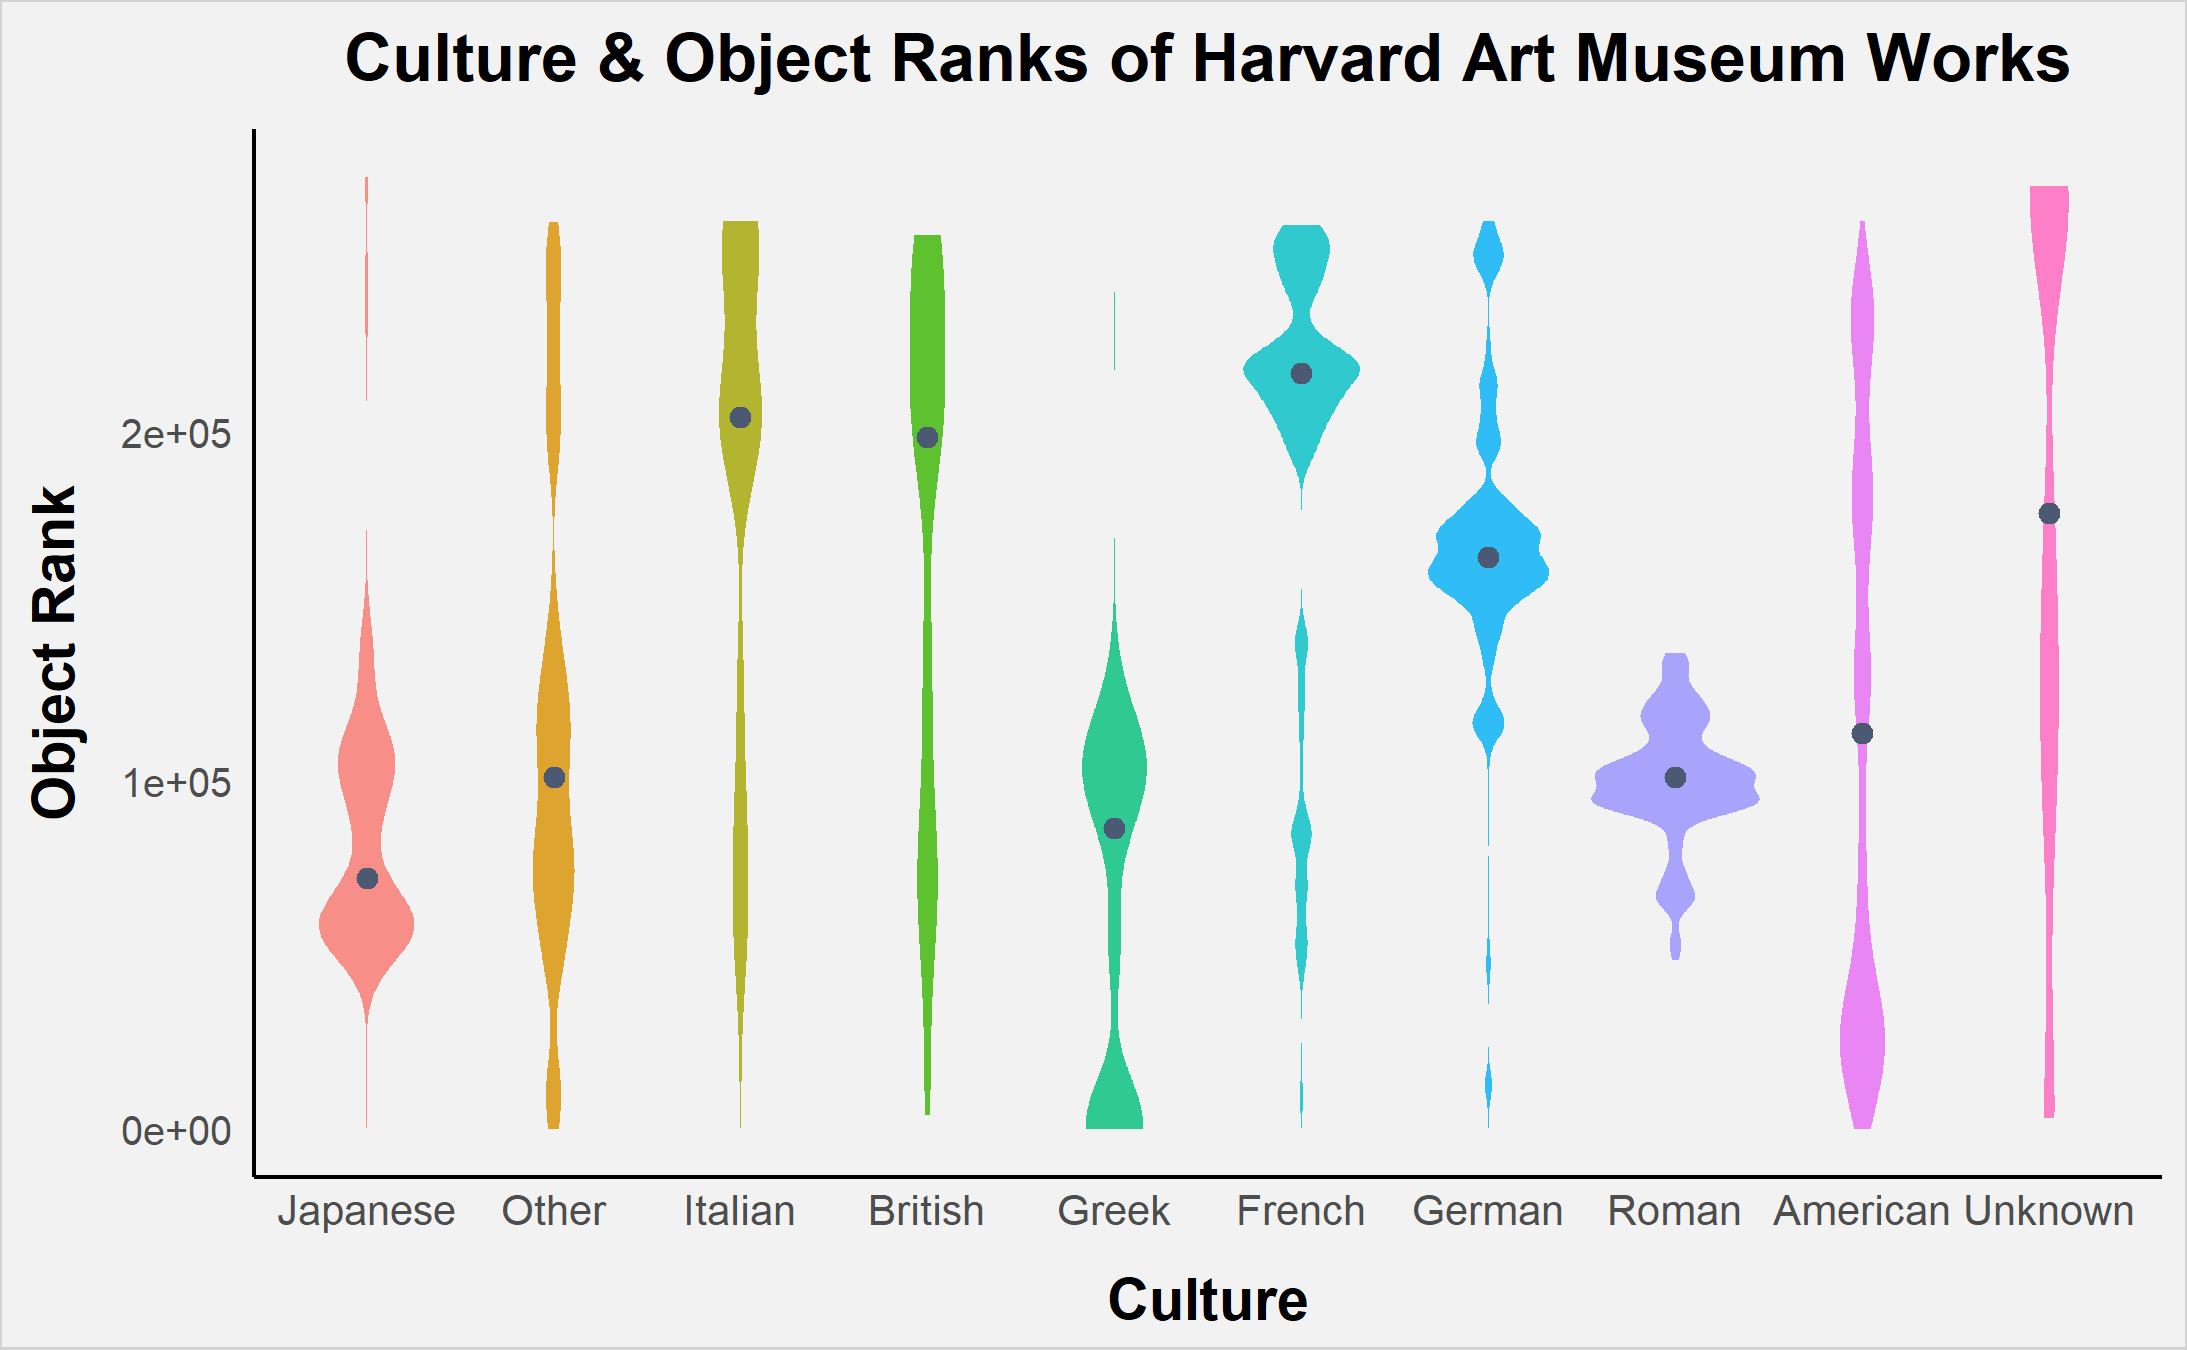 Culture & Object Ranks of Harvard Art Museum Works
Object Rank
2e+05
1e+05
0e+00
Japanese Other Italian British Greek French German Roman American Unknown
Culture